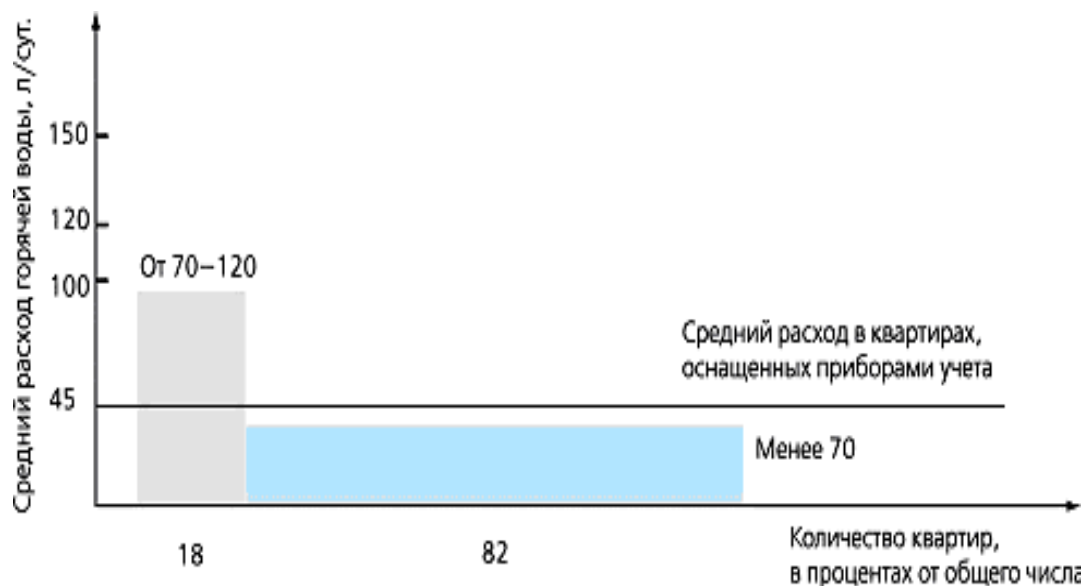 Средний расход горячей воды, л/сут.
150
120
100
45
От 70–120
Средний расход в квартирах,
оснащенных приборами учета
Менее 70
18
82
Количество квартир,
в процентах от общего числа